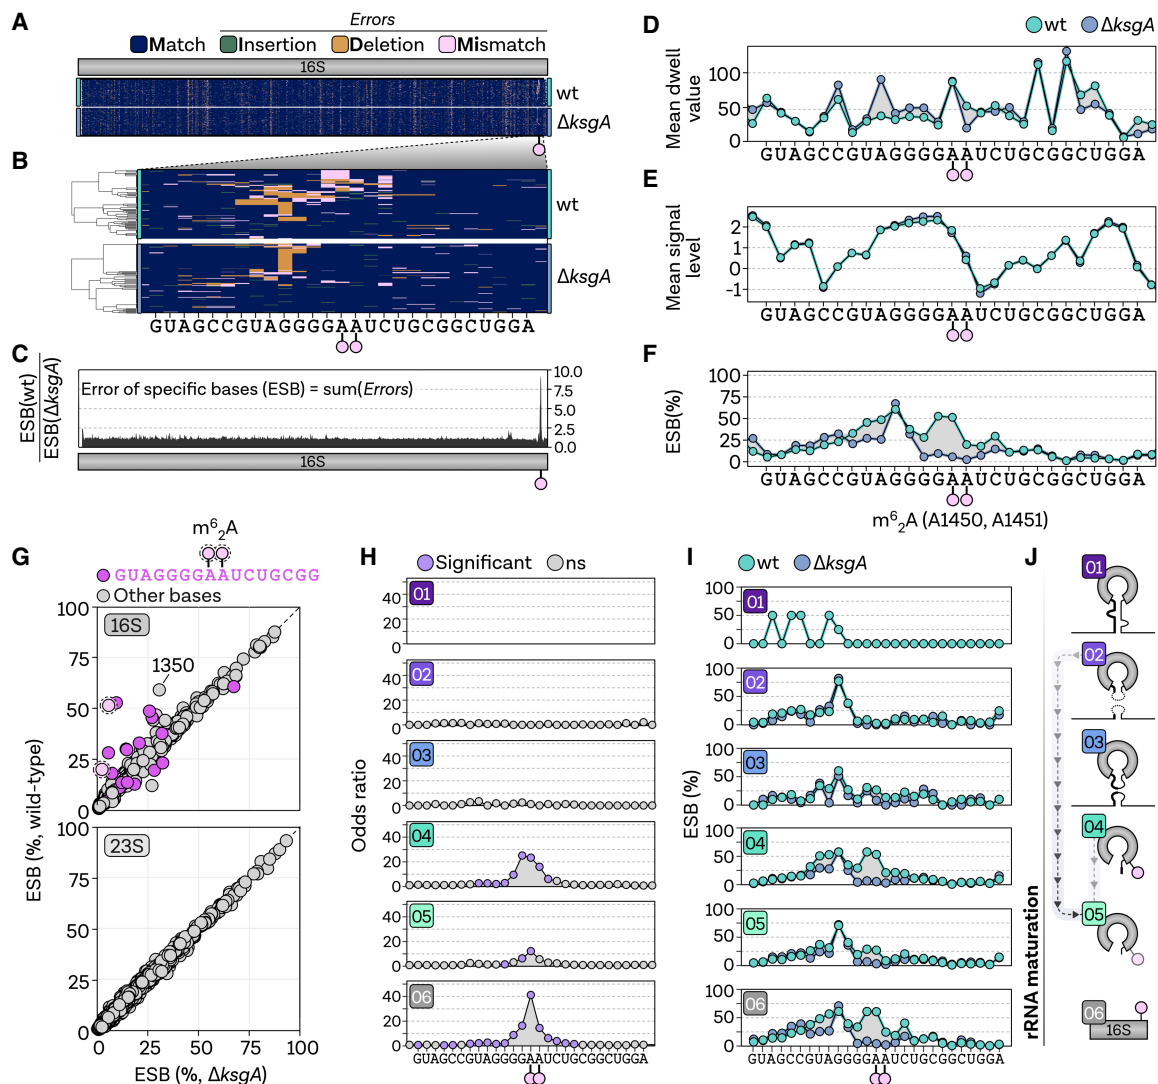 A
Errors
Match Insertion Deletion Mismatch
16S
wt
ΔksgA
B
wt
ΔksgA
GUAGCCGUAGGGGAAUCUGCGGCUGGA
C
ESB(wt)
ESB(ΔksgA)
Error of specific bases (ESB) = sum(Errors)
10.0
7.5
5.0
2.5
0.0
16S
D
wt ΔksgA
Mean dwell
value
100
50
0
GUAGCCGUAGGGGAAUCUGCGGCUGGA
E
Mean signal
level
2
1
0
-1
GUAGCCGUAGGGGAAUCUGCGGCUGGA
F
ESB(%)
100
75
50
25
0
GUAGCCGUAGGGGAAUCUGCGGCUGGA
m⁶₂A (A1450, A1451)
G
m⁶₂A
GUAGGGGAAUCUGCGG
Other bases
16S
1350
100
75
50
25
0
23S
100
75
50
25
0
0 25 50 75 100
ESB (%, wild-type)
ESB (%, ΔksgA)
H
Significant ns
Odds ratio
01
40
20
0
02
40
20
0
03
40
20
0
04
40
20
0
05
40
20
0
06
40
20
0
GUAGCCGUAGGGGAAUCUGCGGCUGGA
I
wt ΔksgA
ESB (%)
01
100
50
0
02
100
50
0
03
100
50
0
04
100
50
0
05
100
50
0
06
100
50
0
GUAGCCGUAGGGGAAUCUGCGGCUGGA
J
rRNA maturation
01
02
03
04
05
06
16S